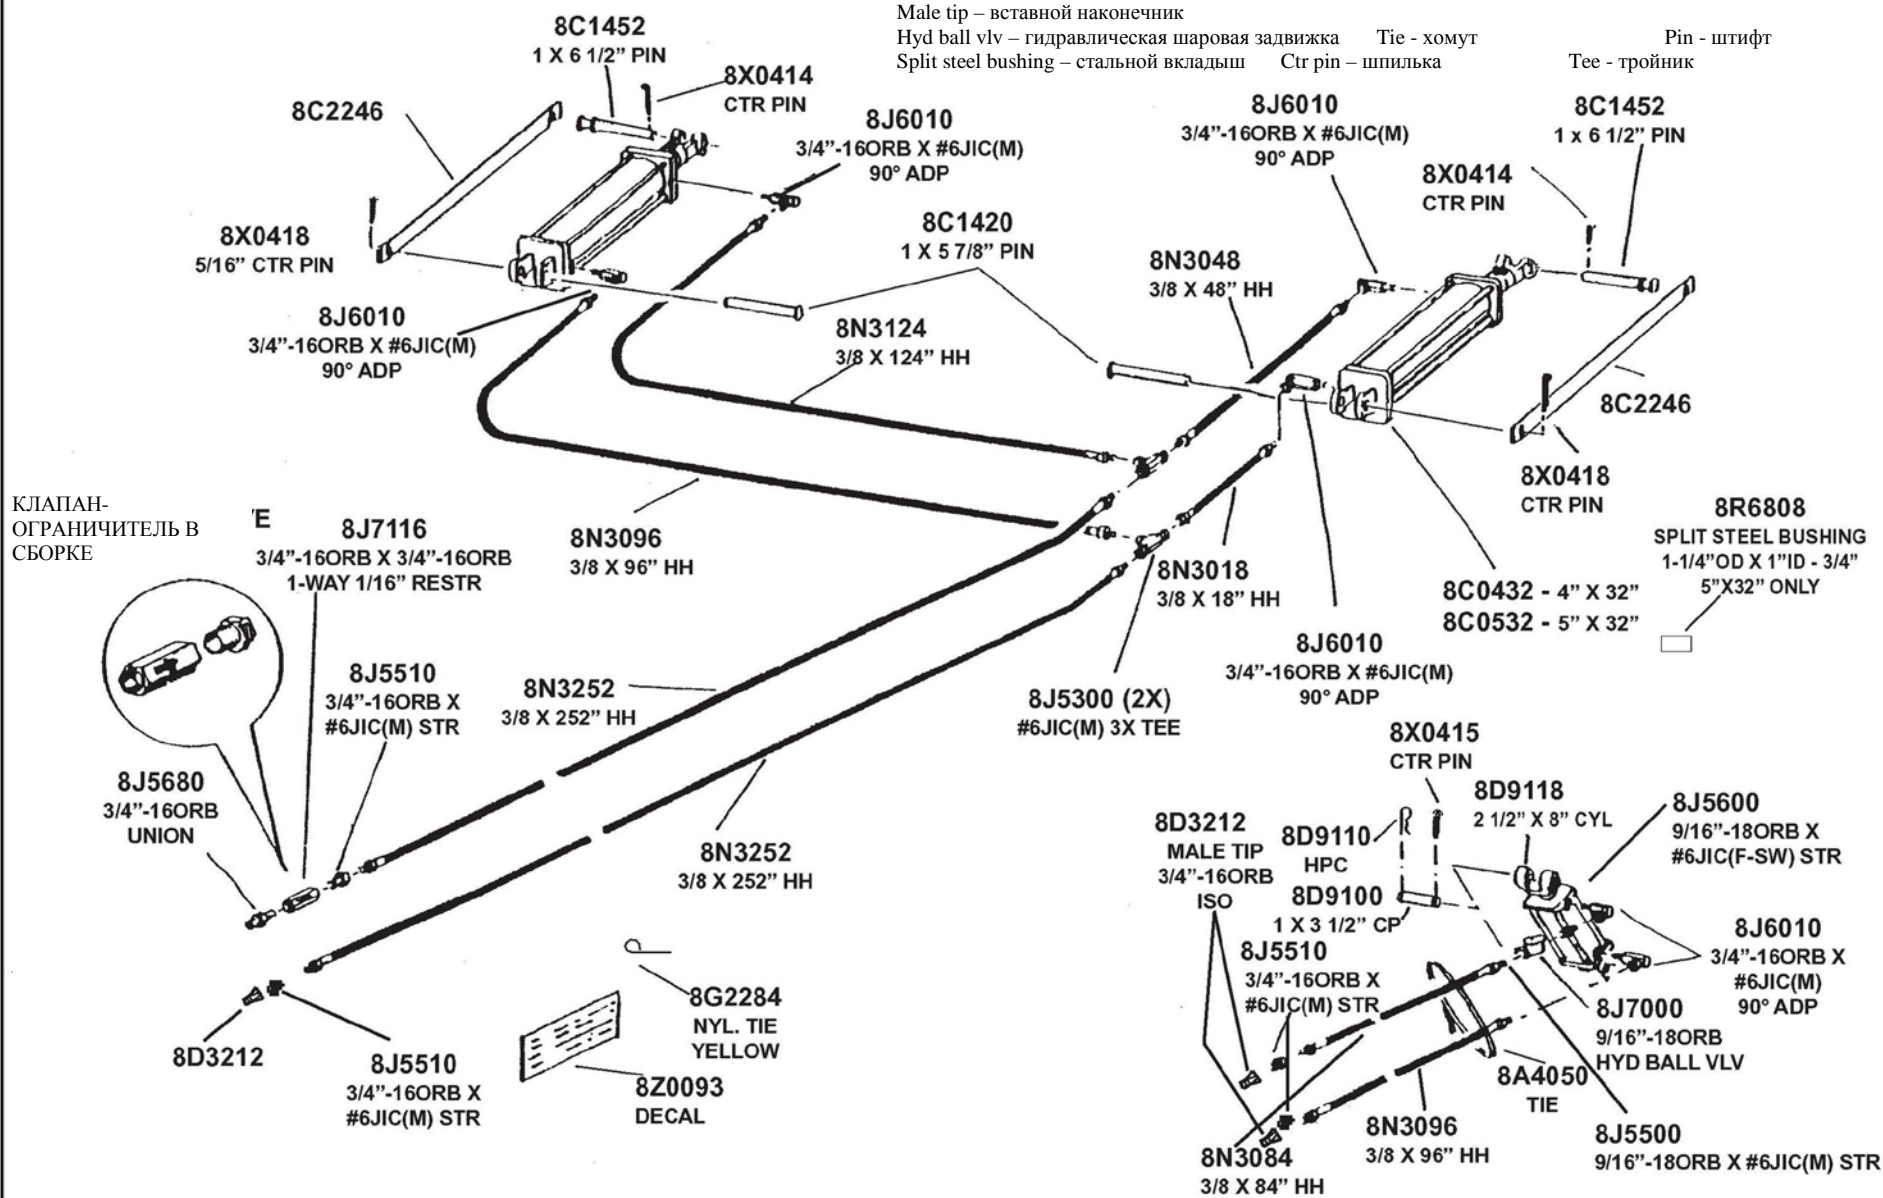 Male tip – вставной наконечник
Hyd ball vlv – гидравлическая шаровая задвижка Tie - хомут Pin - штифт
Split steel bushing – стальной вкладыш Ctr pin – шпилька Tee - тройник
8C1452
1 X 6 1/2” PIN
8X0414
CTR PIN
8C2246
8J6010
3/4”-16ORB X #6JIC(M)
90° ADP
8J6010
3/4”-16ORB X #6JIC(M)
90° ADP
8C1452
1 x 6 1/2” PIN
8X0414
CTR PIN
8X0418
5/16” CTR PIN
8C1420
1 X 5 7/8” PIN
8N3048
3/8 X 48” HH
8J6010
3/4”-16ORB X #6JIC(M)
90° ADP
8N3124
3/8 X 124” HH
8C2246
8X0418
CTR PIN
КЛАПАН-
ОГРАНИЧИТЕЛЬ В
СБОРКЕ
8J7116
3/4”-16ORB X 3/4”-16ORB
1-WAY 1/16” RESTR
8N3096
3/8 X 96” HH
8N3018
3/8 X 18” HH
8R6808
SPLIT STEEL BUSHING
1-1/4”OD X 1”ID - 3/4”
5”X32” ONLY
8C0432 - 4” X 32”
8C0532 - 5” X 32”
8J6010
3/4”-16ORB X #6JIC(M)
90° ADP
8J5510
3/4”-16ORB X
#6JIC(M) STR
8N3252
3/8 X 252” HH
8J5300 (2X)
#6JIC(M) 3X TEE
8J5680
3/4”-16ORB
UNION
8N3252
3/8 X 252” HH
8X0415
CTR PIN
8D9118
2 1/2” X 8” CYL
8J5600
9/16”-18ORB X
#6JIC(F-SW) STR
8D3212
MALE TIP
3/4”-16ORB
ISO
8D9110
HPC
8D9100
1 X 3 1/2” CP
8J5510
3/4”-16ORB X
#6JIC(M) STR
8J6010
3/4”-16ORB X
#6JIC(M)
90° ADP
8G2284
NYL. TIE
YELLOW
8J7000
9/16”-18ORB
HYD BALL VLV
8D3212
8J5510
3/4”-16ORB X
#6JIC(M) STR
8Z0093
DECAL
8A4050
TIE
8N3096
3/8 X 96” HH
8J5500
9/16”-18ORB X #6JIC(M) STR
8N3084
3/8 X 84” HH